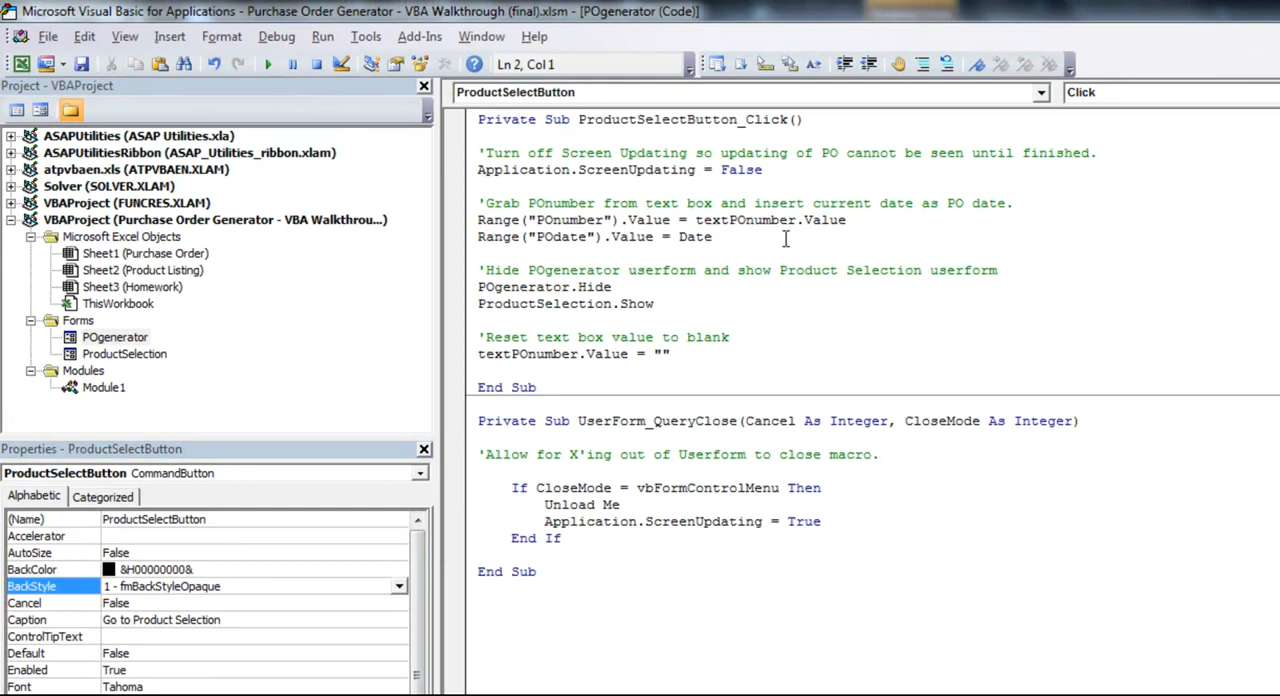 Microsoft Visual Basic for Applications - Purchase Order Generator - VBA Walkthrough (final).xlsm - [POgenerator (Code)]
File Edit View Insert Format Debug Run Tools Add-Ins Window Help
Ln 2, Col 1
Project - VBAProject
ASAPUtilities (ASAP Utilities.xla)
ASAPUtilitiesRibbon (ASAP_Utilities_ribbon.xlam)
atpvbaen.xls (ATPVBAEN.XLAM)
Solver (SOLVER.XLAM)
VBAProject (FUNCRES.XLAM)
VBAProject (Purchase Order Generator - VBA Walkthrou...)
Microsoft Excel Objects
Sheet1 (Purchase Order)
Sheet2 (Product Listing)
Sheet3 (Homework)
ThisWorkbook
Forms
POgenerator
ProductSelection
Modules
Module1
Properties - ProductSelectButton
ProductSelectButton CommandButton
Alphabetic Categorized
(Name) ProductSelectButton
Accelerator
AutoSize False
BackColor &H00000000&
BackStyle 1 - fmBackStyleOpaque
Cancel False
Caption Go to Product Selection
ControlTipText
Default False
Enabled True
Font Tahoma
ProductSelectButton Click
Private Sub ProductSelectButton_Click()
'Turn off Screen Updating so updating of PO cannot be seen until finished.
Application.ScreenUpdating = False
'Grab POnumber from text box and insert current date as PO date.
Range("POnumber").Value = textPOnumber.Value
Range("POdate").Value = Date
'Hide POgenerator userform and show Product Selection userform
POgenerator.Hide
ProductSelection.Show
'Reset text box value to blank
textPOnumber.Value = ""
End Sub
Private Sub UserForm_QueryClose(Cancel As Integer, CloseMode As Integer)
'Allow for X'ing out of Userform to close macro.
If CloseMode = vbFormControlMenu Then
Unload Me
Application.ScreenUpdating = True
End If
End Sub